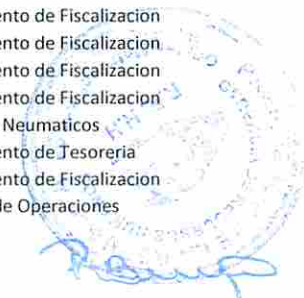 ento de Fiscalizacion
ento de Fiscalizacion
ento de Fiscalizacion
ento de Fiscalizacion
Neumaticos
ento de Tesoreria
ento de Fiscalizacion
de Operaciones